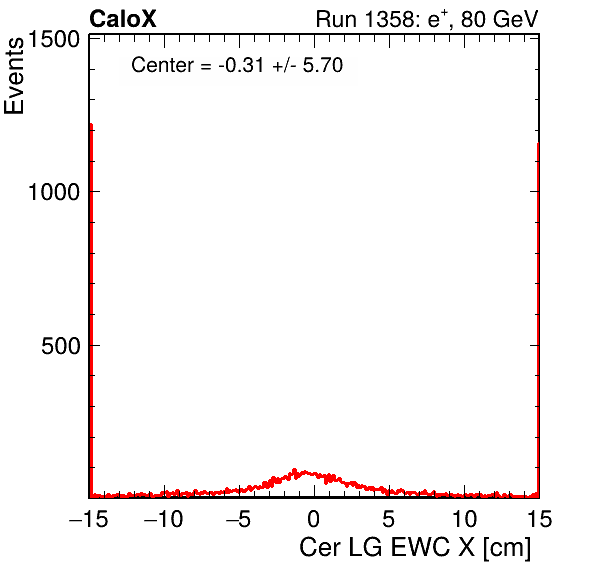 CaloX Run 1358: e⁺, 80 GeV
Events
1500
Center = -0.31 +/- 5.70
1000
500
−15 −10 −5 0 5 10 15
Cer LG EWC X [cm]